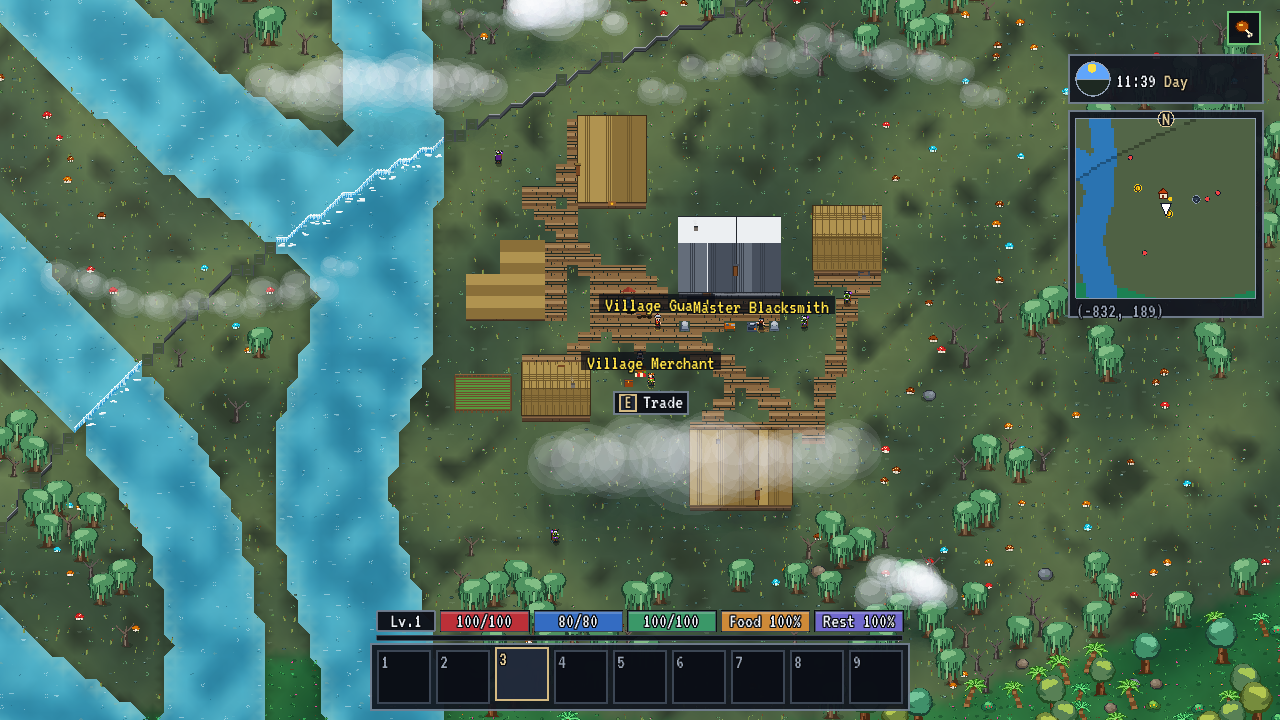 11:39 Day
N
(-832, 189)
Village Gua
Master Blacksmith
Village Merchant
E Trade
Lv.1 100/100 80/80 100/100 Food 100% Rest 100%
1 2 3 4 5 6 7 8 9